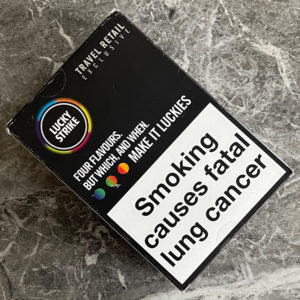 TRAVEL RETAIL
EXCLUSIVE
LUCKY
STRIKE
FOUR FLAVOURS.
BUT WHICH, AND WHEN.
MAKE IT LUCKIES
Smoking
causes fatal
lung cancer